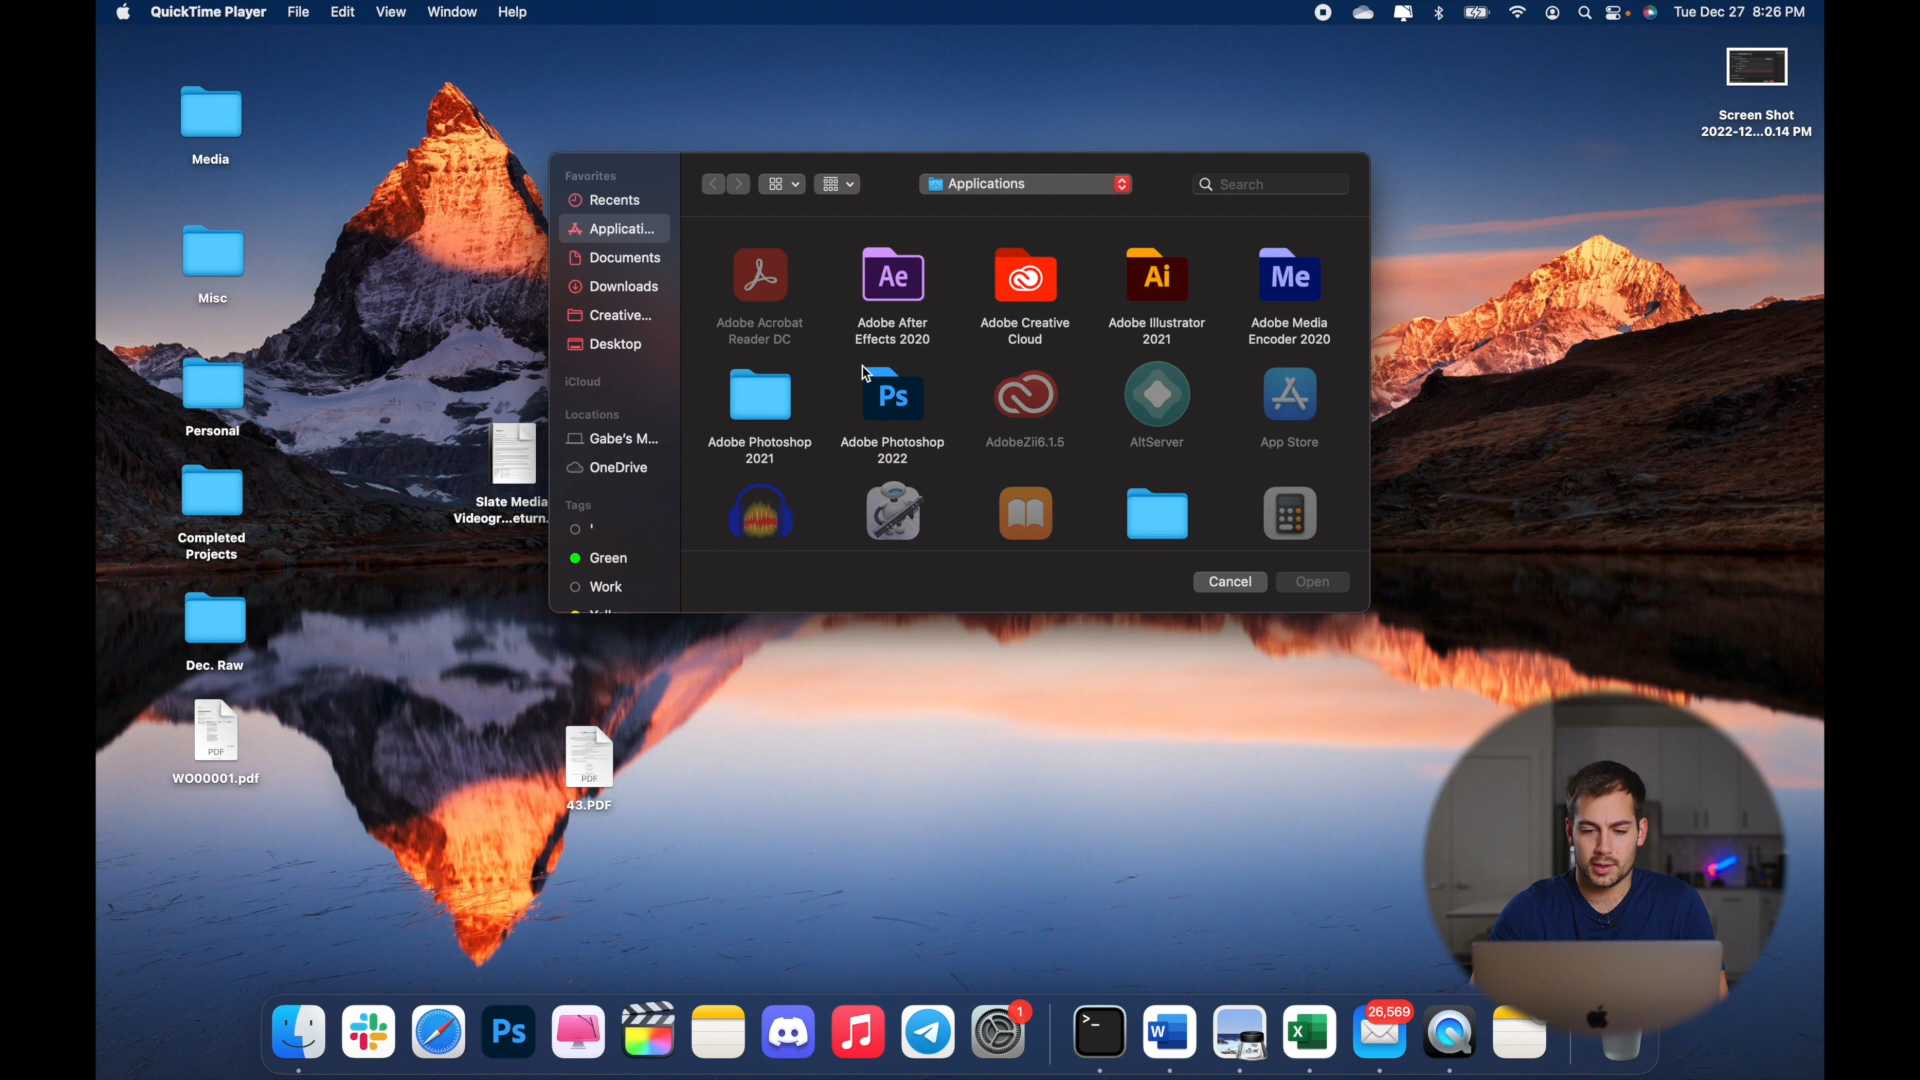 QuickTime Player File Edit View Window Help
Tue Dec 27 8:26 PM
Screen Shot
2022-12...0.14 PM
Media
Misc
Personal
Completed
Projects
Dec. Raw
PDF
WO00001.pdf
Slate Media
Videogr...eturn.
PDF
43.PDF
Favorites
Recents
Applicati...
Documents
Downloads
Creative...
Desktop
iCloud
Locations
Gabe's M...
OneDrive
Tags
'
Green
Work
Applications
Search
Ae
Ai
Me
Adobe Acrobat
Reader DC
Adobe After
Effects 2020
Adobe Creative
Cloud
Adobe Illustrator
2021
Adobe Media
Encoder 2020
Ps
Adobe Photoshop
2021
Adobe Photoshop
2022
AdobeZii6.1.5
AltServer
App Store
Cancel
Open
Ps
1
>_
W
X
26,569